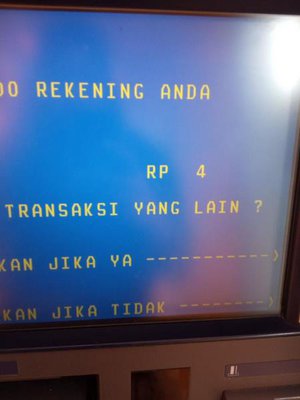 DO REKENING ANDA
RP 4
TRANSAKSI YANG LAIN ?
KAN JIKA YA -----------)
KAN JIKA TIDAK --------)